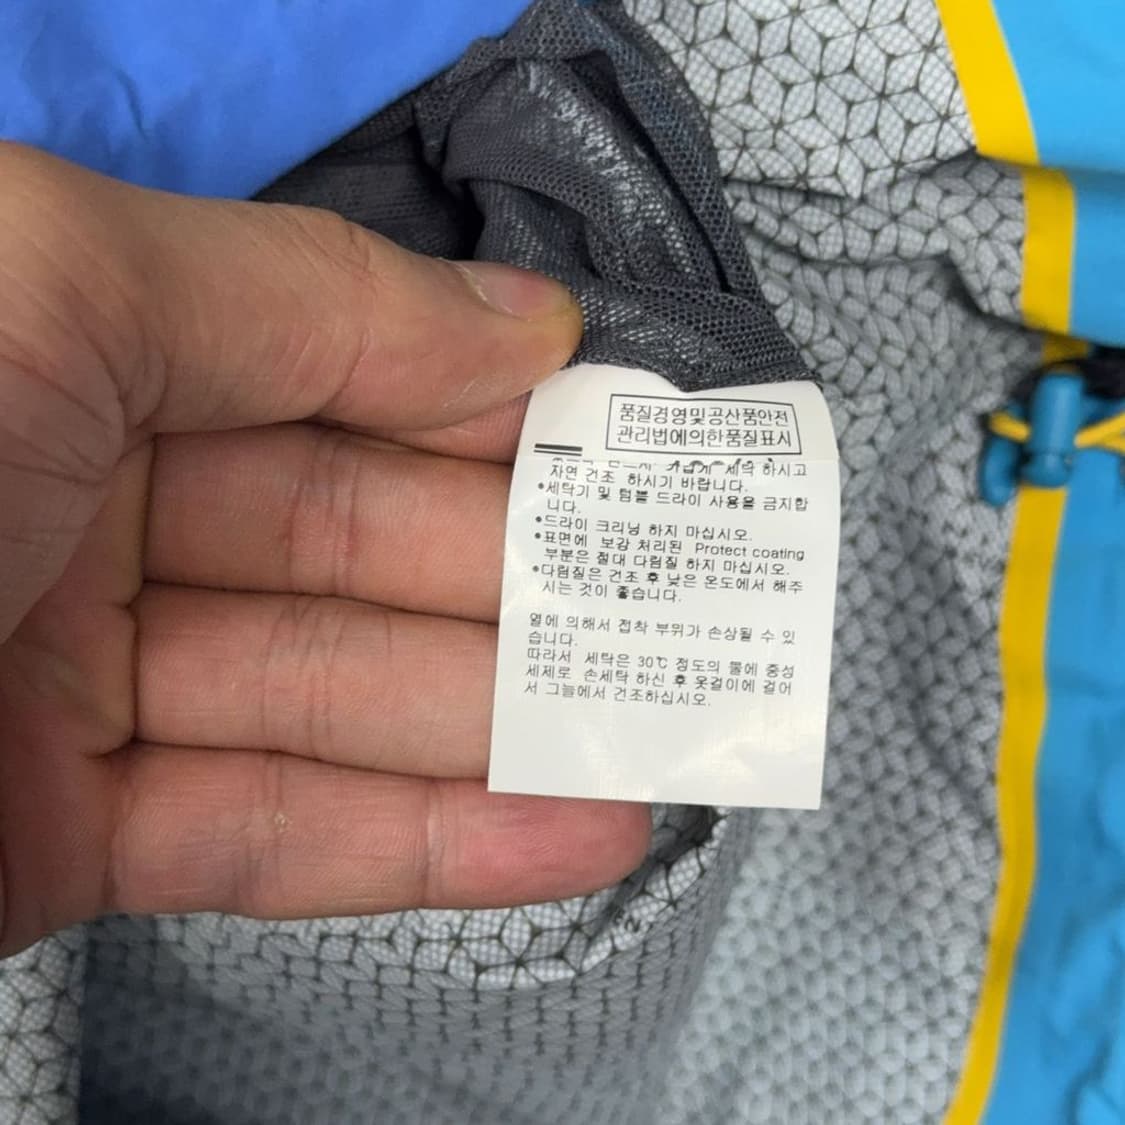 품질경영및공산품안전
관리법에의한품질표시
가볍게 세탁 하시고
자연 건조 하시기 바랍니다.
•세탁기 및 텀블 드라이 사용을 금지합
니다.
•드라이 크리닝 하지 마십시오.
•표면에 보강 처리된 Protect coating
부분은 절대 다림질 하지 마십시오.
•다림질은 건조 후 낮은 온도에서 해주
시는 것이 좋습니다.
열에 의해서 접착 부위가 손상될 수 있
습니다.
따라서 세탁은 30℃ 정도의 물에 중성
세제로 손세탁 하신 후 옷걸이에 걸어
서 그늘에서 건조하십시오.